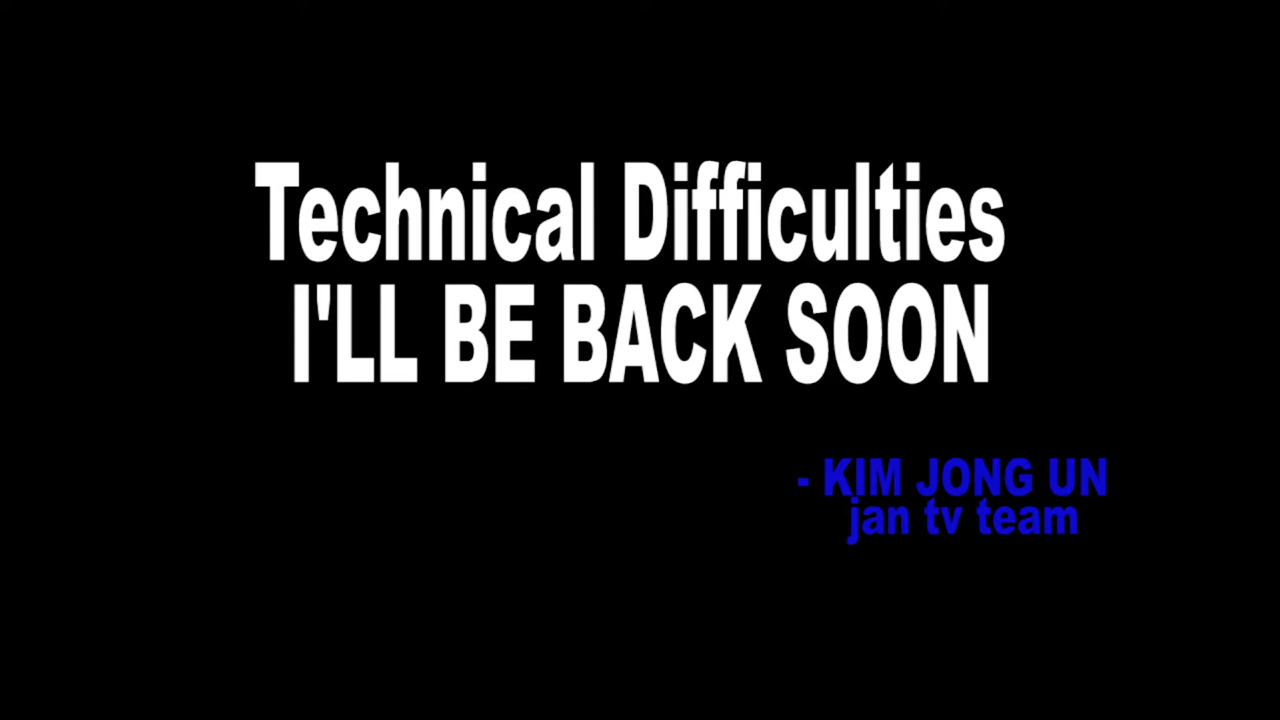 Technical Difficulties
I'LL BE BACK SOON
- KIM JONG UN
jan tv team